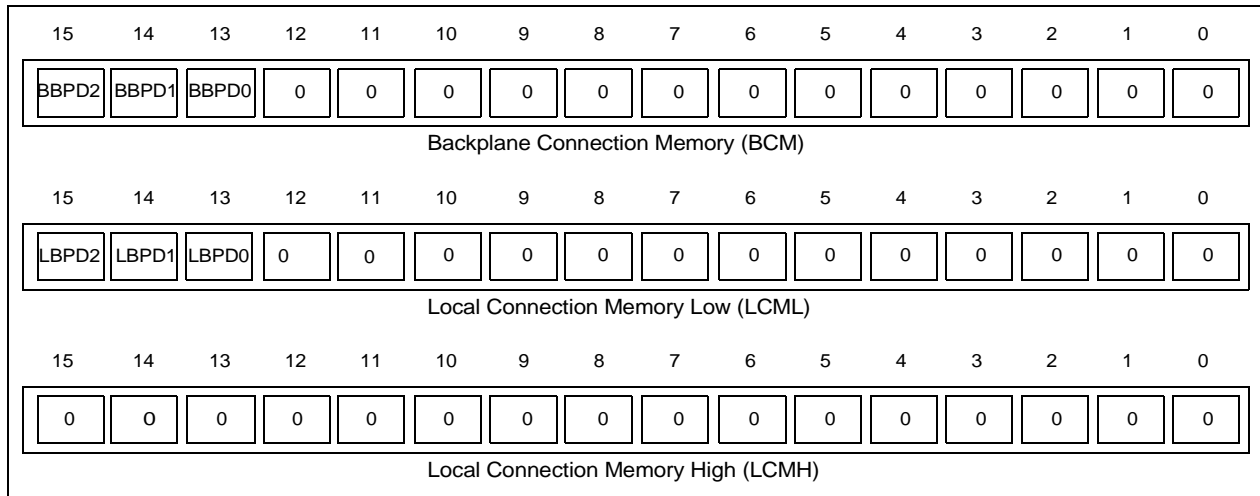 15 14 13 12 11 10 9 8 7 6 5 4 3 2 1 0
BBPD2 BBPD1 BBPD0 0 0 0 0 0 0 0 0 0 0 0 0 0
Backplane Connection Memory (BCM)
15 14 13 12 11 10 9 8 7 6 5 4 3 2 1 0
LBPD2 LBPD1 LBPD0 0 0 0 0 0 0 0 0 0 0 0 0 0
Local Connection Memory Low (LCML)
15 14 13 12 11 10 9 8 7 6 5 4 3 2 1 0
0 0 0 0 0 0 0 0 0 0 0 0 0 0 0 0
Local Connection Memory High (LCMH)